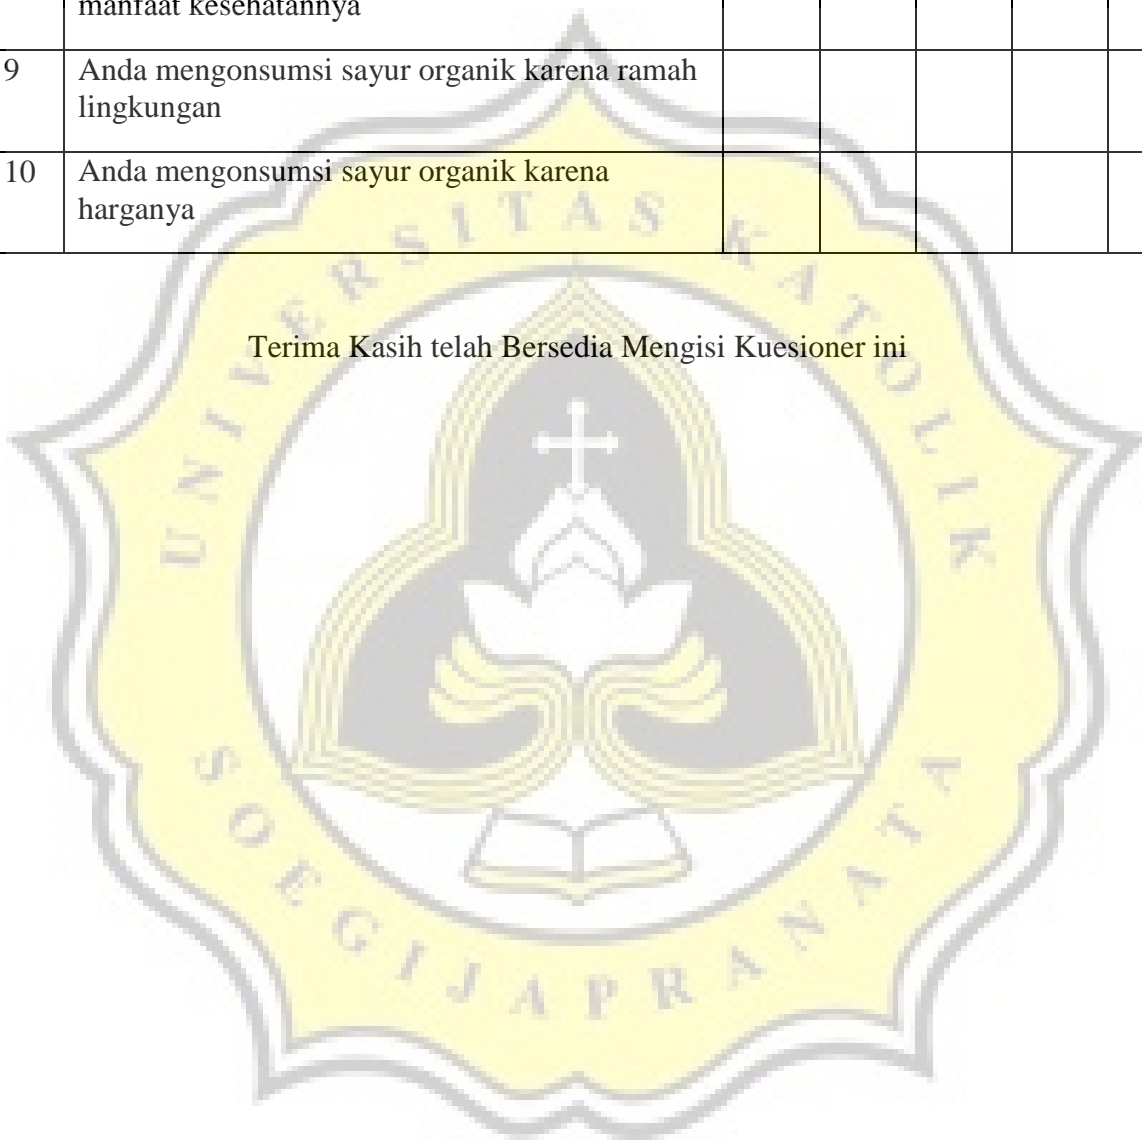 manfaat kesehatannya
9 Anda mengonsumsi sayur organik karena ramah
lingkungan
10 Anda mengonsumsi sayur organik karena
harganya
Terima Kasih telah Bersedia Mengisi Kuesioner ini
UNIVERSITAS KATOLIK
SOEGIJAPRANATA